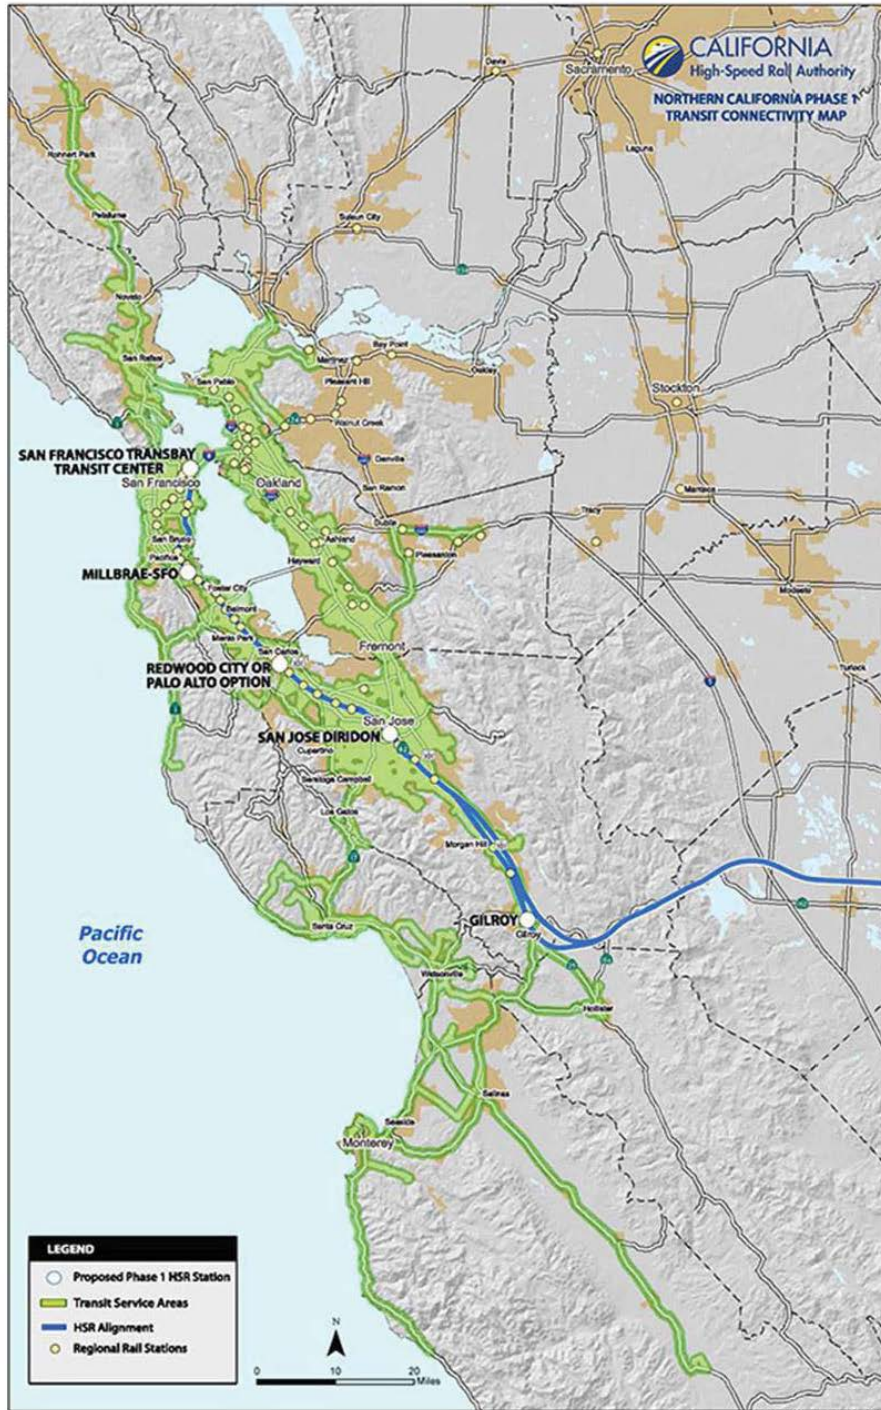 CALIFORNIA
High-Speed Rail Authority
NORTHERN CALIFORNIA PHASE 1
TRANSIT CONNECTIVITY MAP
Davis
Sacramento
Laguna
Rohnert Park
Petaluma
Suisun City
Novato
San Rafael
Martinez
Bay Point
Oakley
San Pablo
Pleasant Hill
Stockton
Walnut Creek
24
SAN FRANCISCO TRANSBAY
TRANSIT CENTER
San Francisco
Oakland
Danville
San Ramon
Manteca
Tracy
Dublin
Ashland
Pleasanton
San Bruno
Pacifica
Hayward
MILLBRAE-SFO
Foster City
Belmont
Modesto
Menlo Park
Fremont
San Carlos
REDWOOD CITY OR
PALO ALTO OPTION
Turlock
5
1
San Jose
SAN JOSE DIRIDON
Cupertino
Saratoga Campbell
Los Gatos
Morgan Hill
GILROY
Gilroy
Santa Cruz
Pacific
Ocean
Watsonville
25
Hollister
Salinas
Seaside
Monterey
LEGEND
Proposed Phase 1 HSR Station
Transit Service Areas
HSR Alignment
Regional Rail Stations
N
0 10 20
Miles